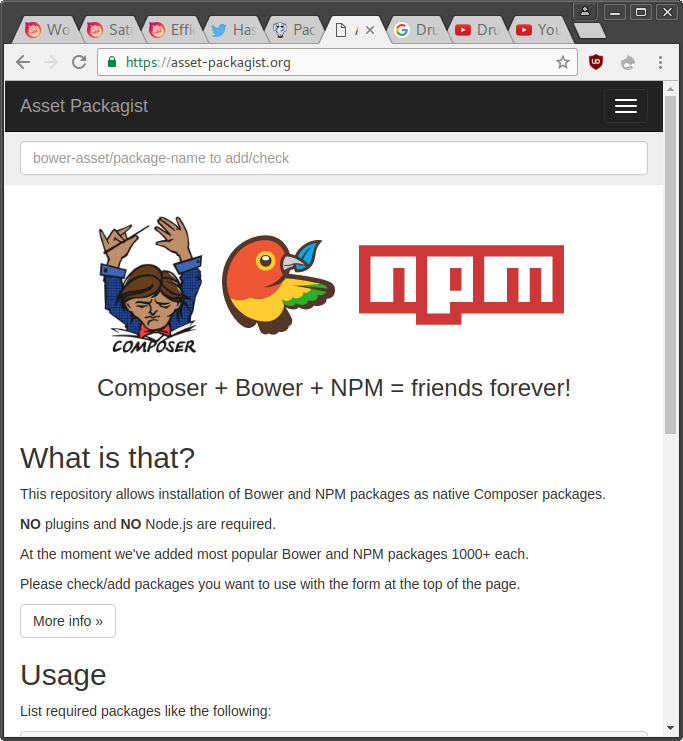 Wo
Sat
Effic
Has
Pac
A
Dru
Dru
You
https://asset-packagist.org
Asset Packagist
bower-asset/package-name to add/check
COMPOSER
npm
Composer + Bower + NPM = friends forever!
What is that?
This repository allows installation of Bower and NPM packages as native Composer packages.
NO plugins and NO Node.js are required.
At the moment we've added most popular Bower and NPM packages 1000+ each.
Please check/add packages you want to use with the form at the top of the page.
More info »
Usage
List required packages like the following: